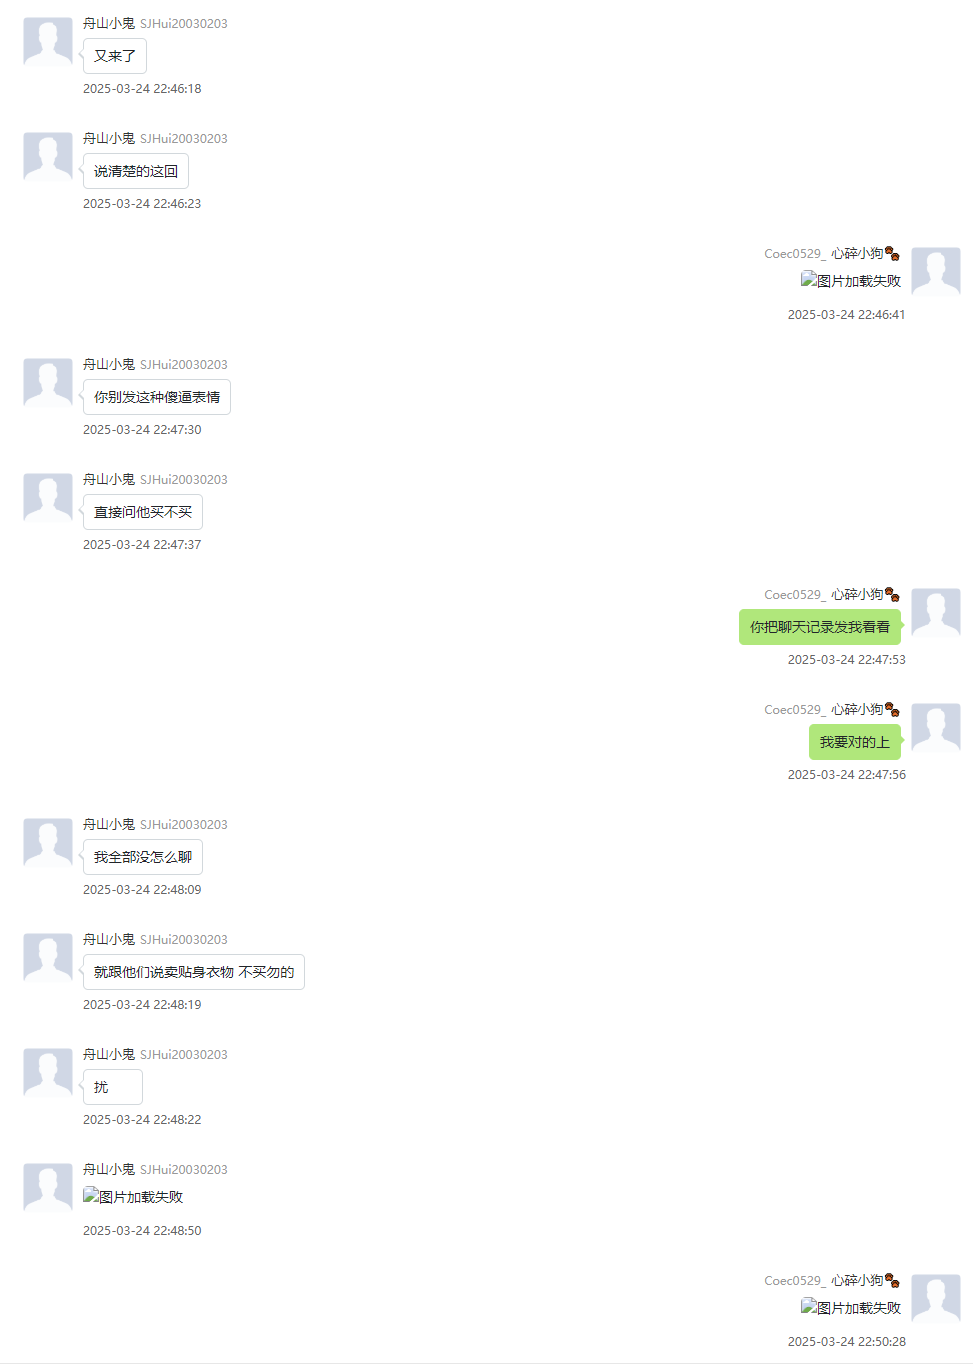 舟山小鬼 SJHui20030203
又来了
2025-03-24 22:46:18
舟山小鬼 SJHui20030203
说清楚的这回
2025-03-24 22:46:23
Coec0529_ 心碎小狗
图片加载失败
2025-03-24 22:46:41
舟山小鬼 SJHui20030203
你别发这种傻逼表情
2025-03-24 22:47:30
舟山小鬼 SJHui20030203
直接问他买不买
2025-03-24 22:47:37
Coec0529_ 心碎小狗
你把聊天记录发我看看
2025-03-24 22:47:53
Coec0529_ 心碎小狗
我要对的上
2025-03-24 22:47:56
舟山小鬼 SJHui20030203
我全部没怎么聊
2025-03-24 22:48:09
舟山小鬼 SJHui20030203
就跟他们说卖贴身衣物 不买勿的
2025-03-24 22:48:19
舟山小鬼 SJHui20030203
扰
2025-03-24 22:48:22
舟山小鬼 SJHui20030203
图片加载失败
2025-03-24 22:48:50
Coec0529_ 心碎小狗
图片加载失败
2025-03-24 22:50:28